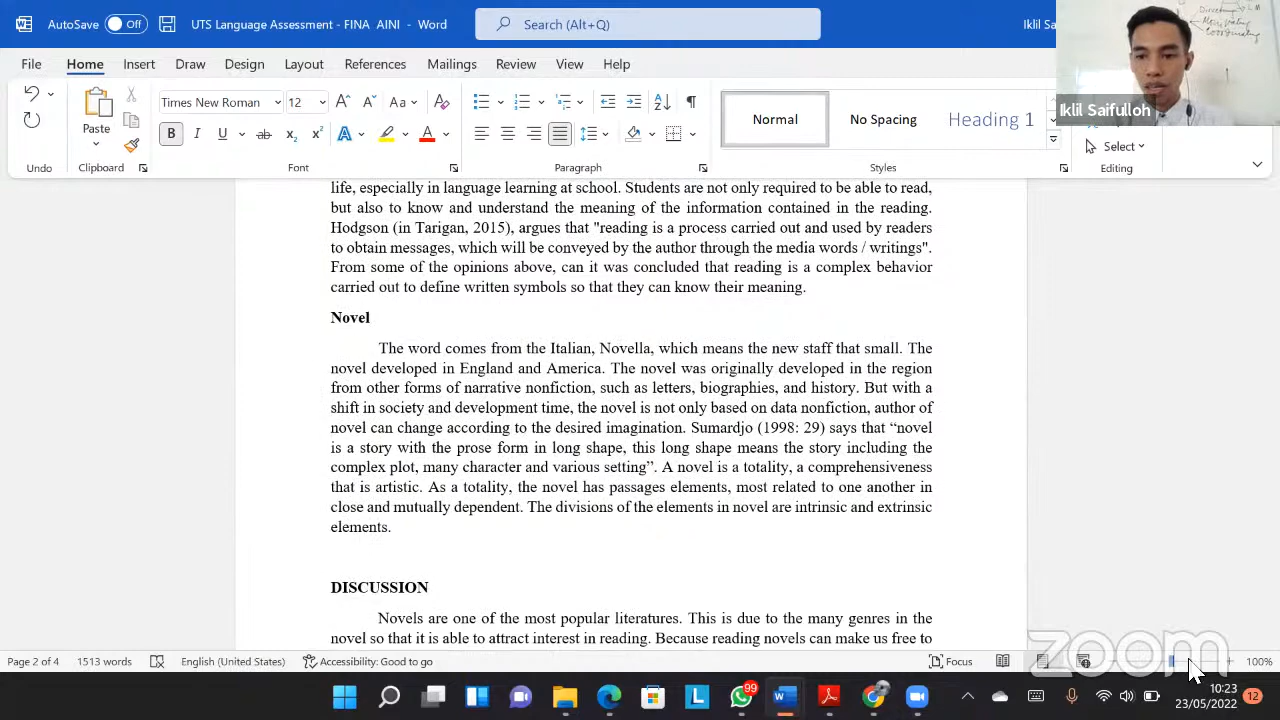 AutoSave Off UTS Language Assessment - FINA AINI - Word Search (Alt+Q) Iklil Sa
File Home Insert Draw Design Layout References Mailings Review View Help
Times New Roman 12 Aa
Paste
Normal No Spacing Heading 1
Iklil Saifulloh
Select
Undo Clipboard Font Paragraph Styles Editing
life, especially in language learning at school. Students are not only required to be able to read,
but also to know and understand the meaning of the information contained in the reading.
Hodgson (in Tarigan, 2015), argues that "reading is a process carried out and used by readers
to obtain messages, which will be conveyed by the author through the media words / writings".
From some of the opinions above, can it was concluded that reading is a complex behavior
carried out to define written symbols so that they can know their meaning.
Novel
The word comes from the Italian, Novella, which means the new staff that small. The
novel developed in England and America. The novel was originally developed in the region
from other forms of narrative nonfiction, such as letters, biographies, and history. But with a
shift in society and development time, the novel is not only based on data nonfiction, author of
novel can change according to the desired imagination. Sumardjo (1998: 29) says that “novel
is a story with the prose form in long shape, this long shape means the story including the
complex plot, many character and various setting”. A novel is a totality, a comprehensiveness
that is artistic. As a totality, the novel has passages elements, most related to one another in
close and mutually dependent. The divisions of the elements in novel are intrinsic and extrinsic
elements.
DISCUSSION
Novels are one of the most popular literatures. This is due to the many genres in the
novel so that it is able to attract interest in reading. Because reading novels can make us free to
zoom
Page 2 of 4 1513 words English (United States) Accessibility: Good to go Focus 100%
99
10:23
23/05/2022
12